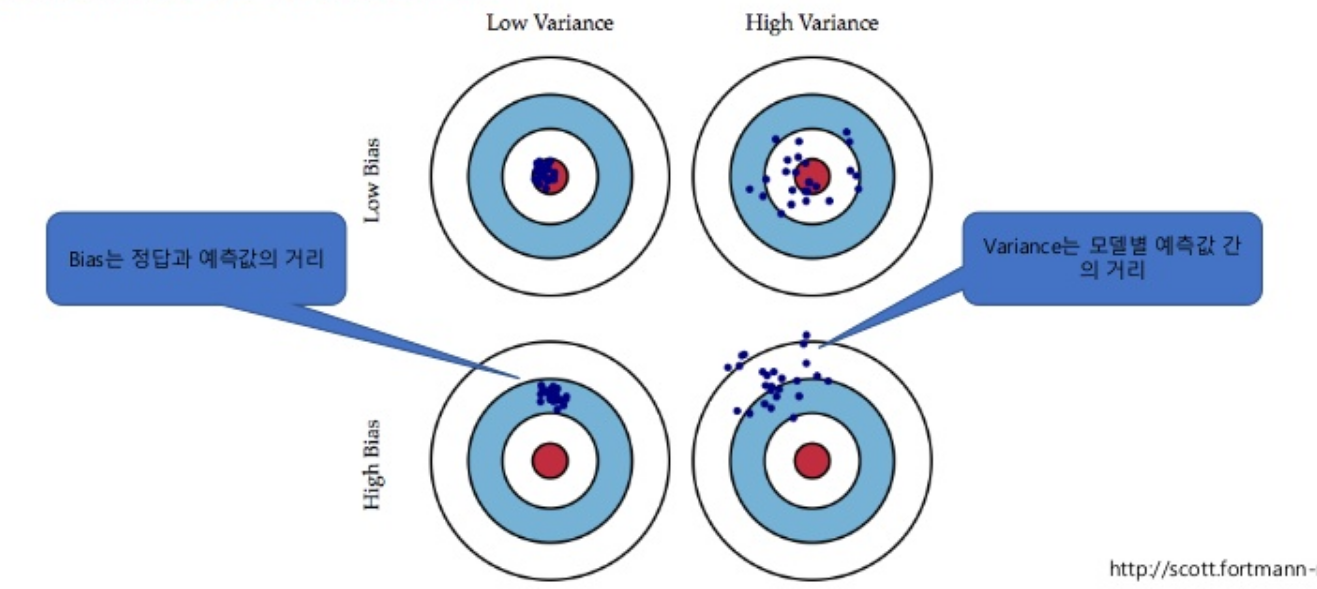 Low Variance
High Variance
Low Bias
Bias는 정답과 예측값의 거리
Variance는 모델별 예측값 간
의 거리
High Bias
http://scott.fortmann-